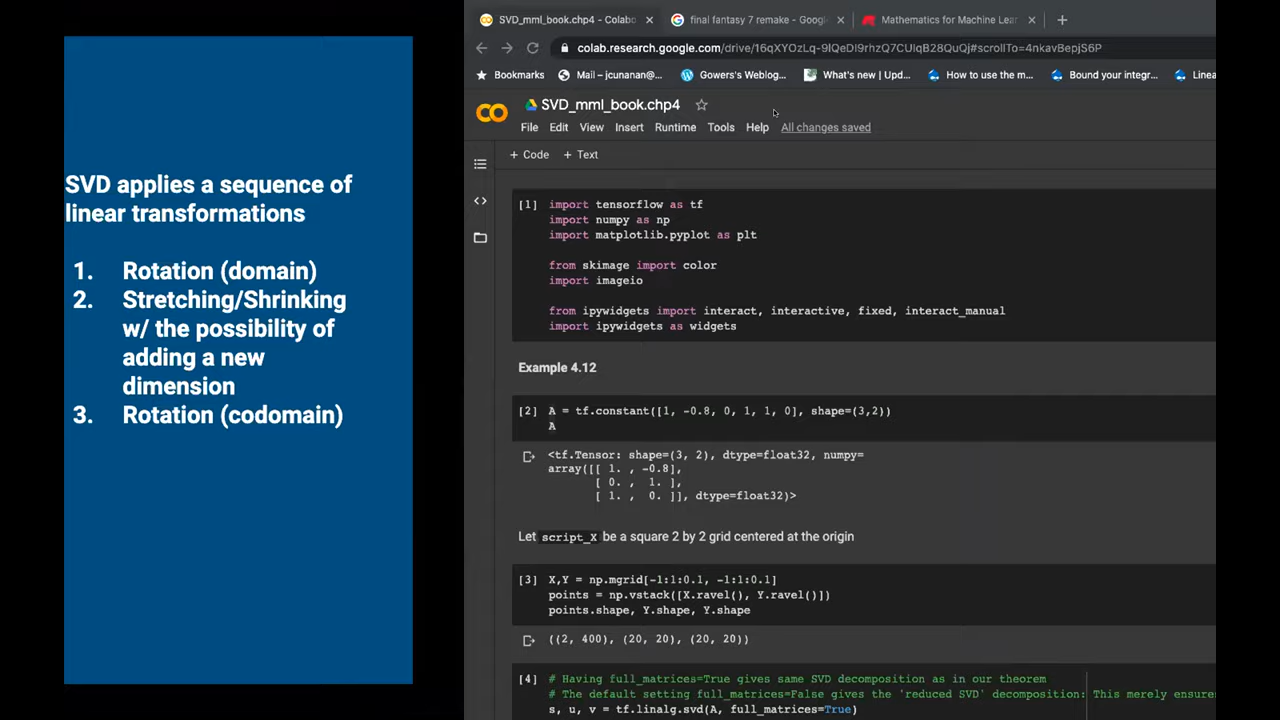 SVD applies a sequence of
linear transformations
1. Rotation (domain)
2. Stretching/Shrinking
w/ the possibility of
adding a new
dimension
3. Rotation (codomain)
SVD_mml_book.chp4 - Colabo
final fantasy 7 remake - Google
Mathematics for Machine Lear
colab.research.google.com/drive/16qXYOzLq-9IQeDI9rhzQ7CUIqB28QuQj#scrollTo=4nkavBepjS6P
Bookmarks
Mail – jcunanan@...
Gowers's Weblog...
What's new | Upd...
How to use the m...
Bound your integr...
Linea
SVD_mml_book.chp4
File Edit View Insert Runtime Tools Help All changes saved
+ Code + Text
[1] import tensorflow as tf
import numpy as np
import matplotlib.pyplot as plt
from skimage import color
import imageio
from ipywidgets import interact, interactive, fixed, interact_manual
import ipywidgets as widgets
Example 4.12
[2] A = tf.constant([1, -0.8, 0, 1, 1, 0], shape=(3,2))
A
<tf.Tensor: shape=(3, 2), dtype=float32, numpy=
array([[ 1. , -0.8],
[ 0. , 1. ],
[ 1. , 0. ]], dtype=float32)>
Let script_X be a square 2 by 2 grid centered at the origin
[3] X,Y = np.mgrid[-1:1:0.1, -1:1:0.1]
points = np.vstack([X.ravel(), Y.ravel()])
points.shape, Y.shape, Y.shape
((2, 400), (20, 20), (20, 20))
[4] # Having full_matrices=True gives same SVD decomposition as in our theorem
# The default setting full_matrices=False gives the 'reduced SVD' decomposition: This merely ensure
s, u, v = tf.linalg.svd(A, full_matrices=True)